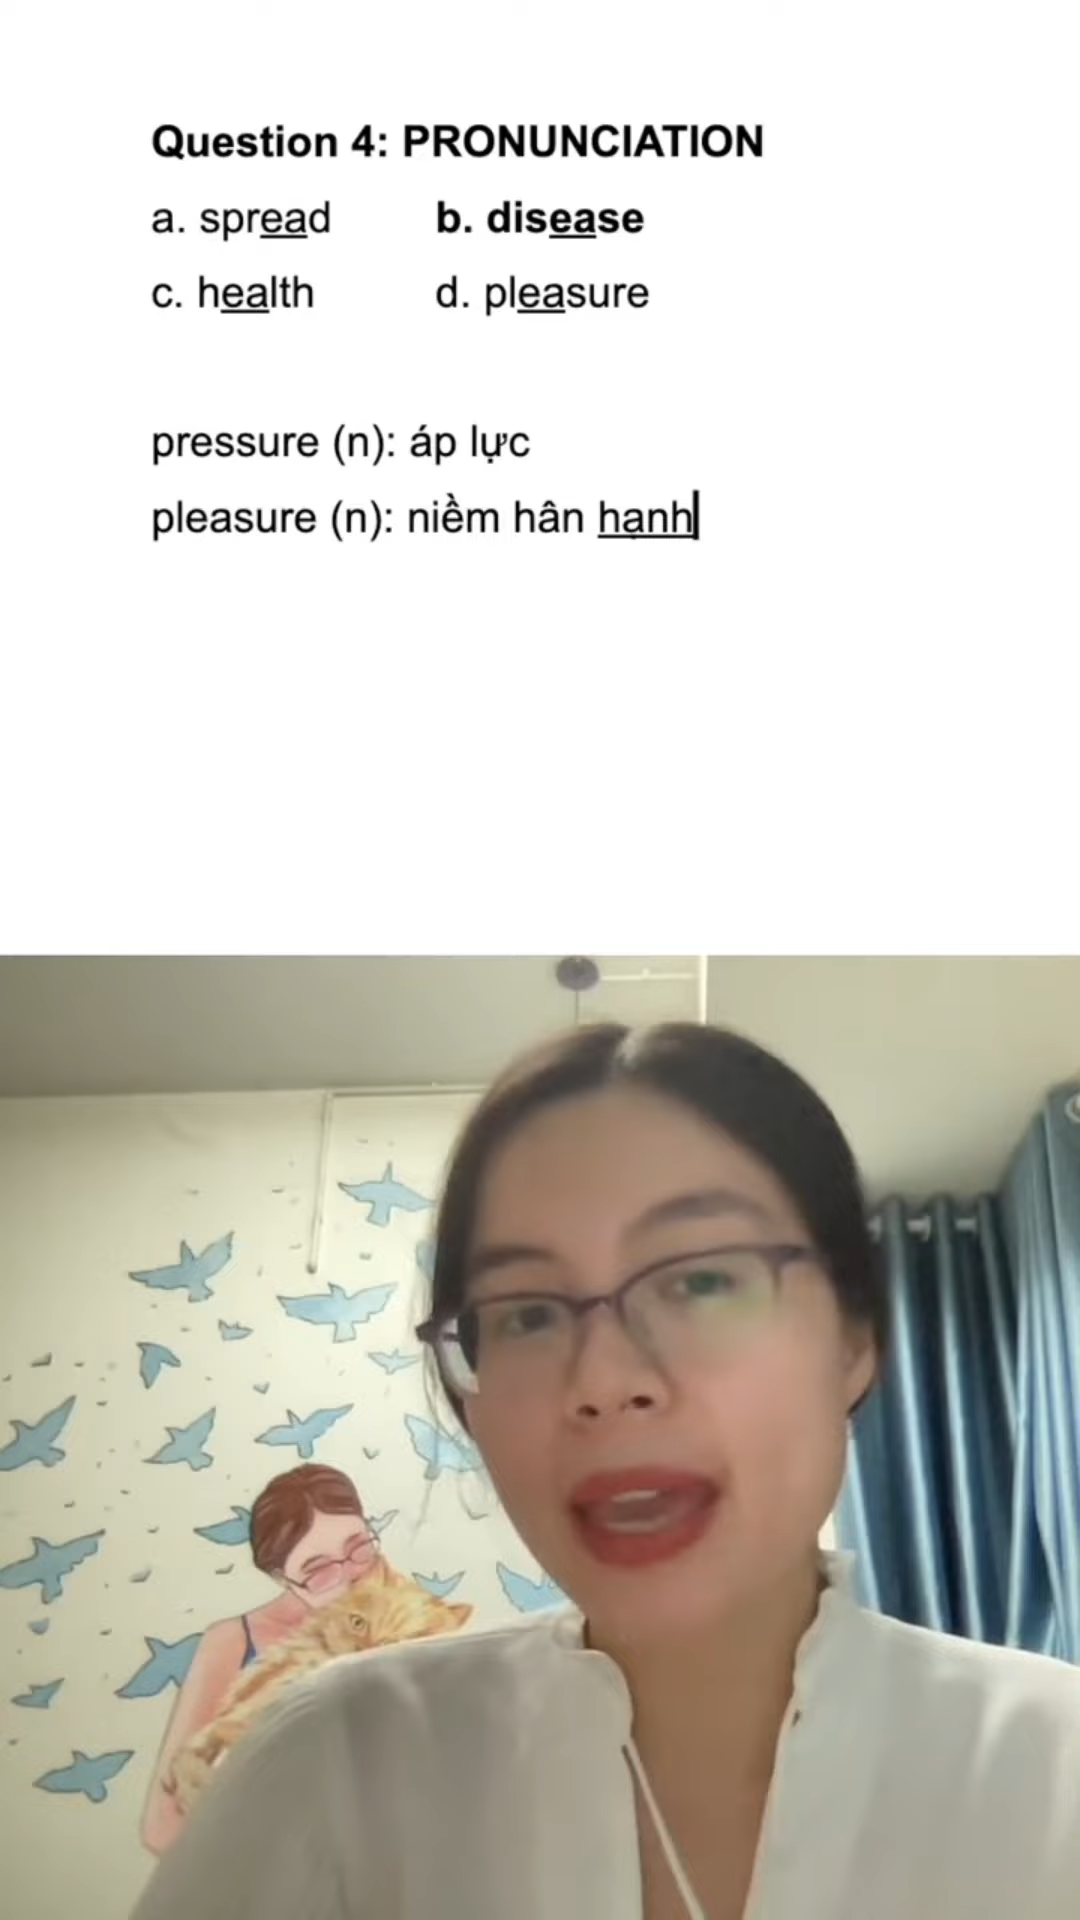 Question 4: PRONUNCIATION
a. spread b. disease
c. health d. pleasure
pressure (n): áp lực
pleasure (n): niềm hân hạnh